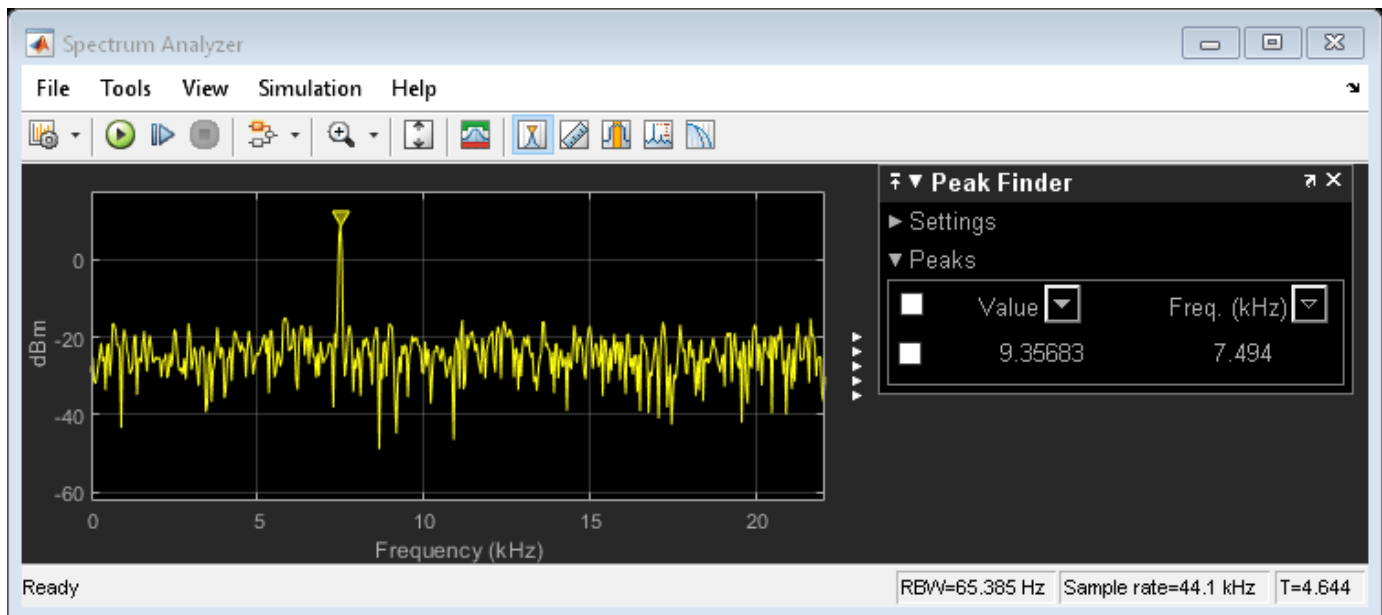 Spectrum Analyzer
File Tools View Simulation Help
Peak Finder
Settings
Peaks
Value Freq. (kHz)
9.35683 7.494
dBm
0
-20
-40
-60
0 5 10 15 20
Frequency (kHz)
Ready RBW=65.385 Hz Sample rate=44.1 kHz T=4.644